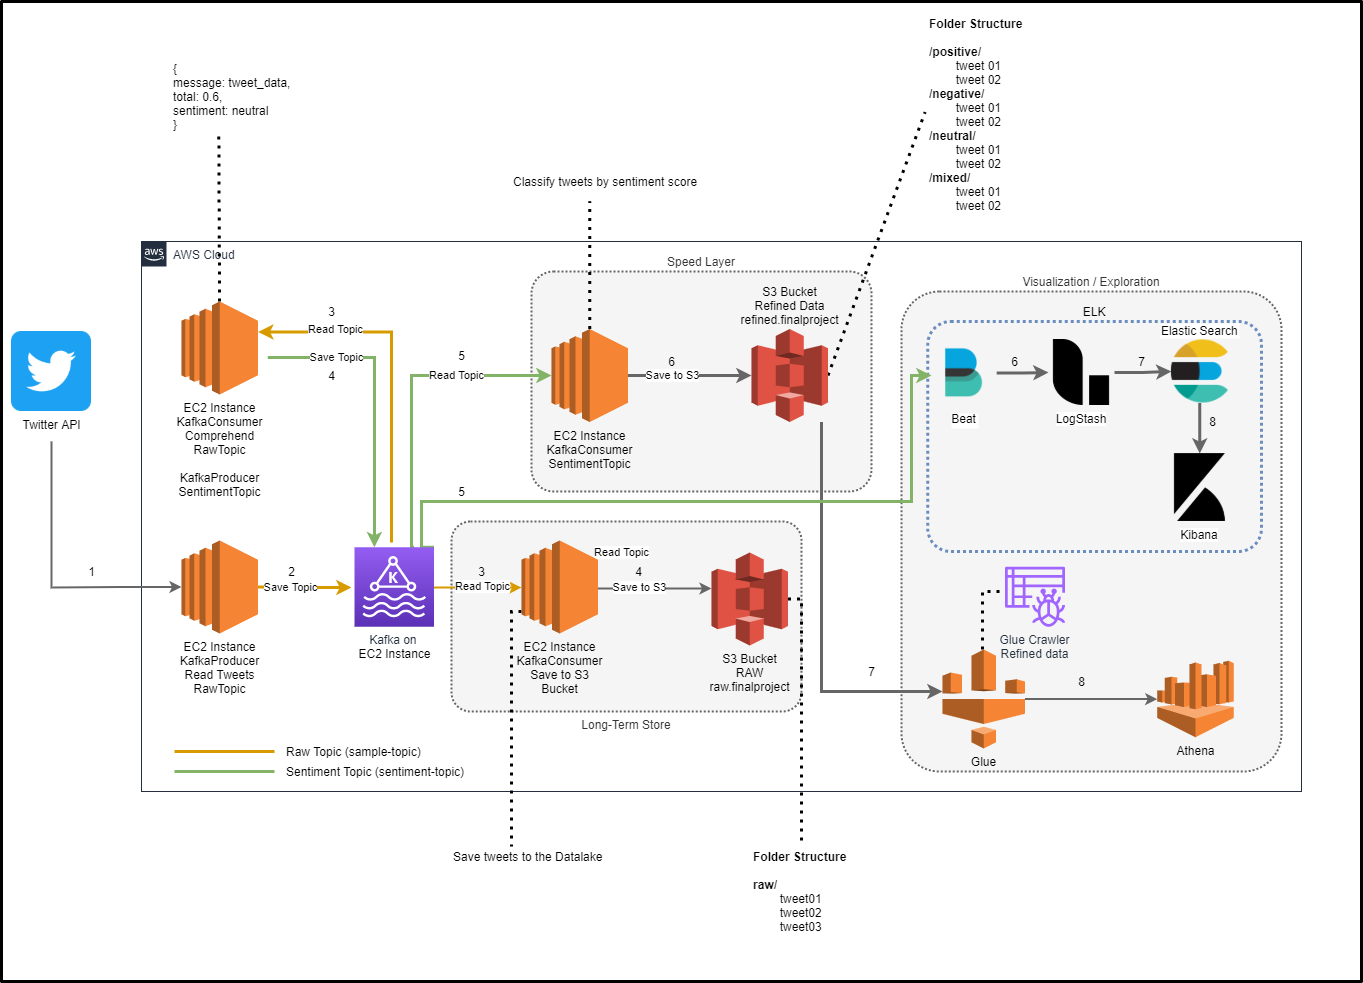 Folder Structure
/positive/
tweet 01
tweet 02
/negative/
tweet 01
tweet 02
/neutral/
tweet 01
tweet 02
/mixed/
tweet 01
tweet 02
{
message: tweet_data,
total: 0.6,
sentiment: neutral
}
Classify tweets by sentiment score
aws
AWS Cloud
Speed Layer
Visualization / Exploration
S3 Bucket
Refined Data
refined.finalproject
ELK
Elastic Search
3
Read Topic
Save Topic
4
5
Read Topic
6
Save to S3
6
7
8
Twitter API
EC2 Instance
KafkaConsumer
Comprehend
RawTopic
KafkaProducer
SentimentTopic
EC2 Instance
KafkaConsumer
SentimentTopic
Beat
LogStash
Kibana
5
1
2
Save Topic
K
Kafka on
EC2 Instance
3
Read Topic
Read Topic
4
Save to S3
EC2 Instance
KafkaProducer
Read Tweets
RawTopic
EC2 Instance
KafkaConsumer
Save to S3
Bucket
S3 Bucket
RAW
raw.finalproject
Long-Term Store
Glue Crawler
Refined data
7
8
Glue
Athena
Raw Topic (sample-topic)
Sentiment Topic (sentiment-topic)
Save tweets to the Datalake
Folder Structure
raw/
tweet01
tweet02
tweet03